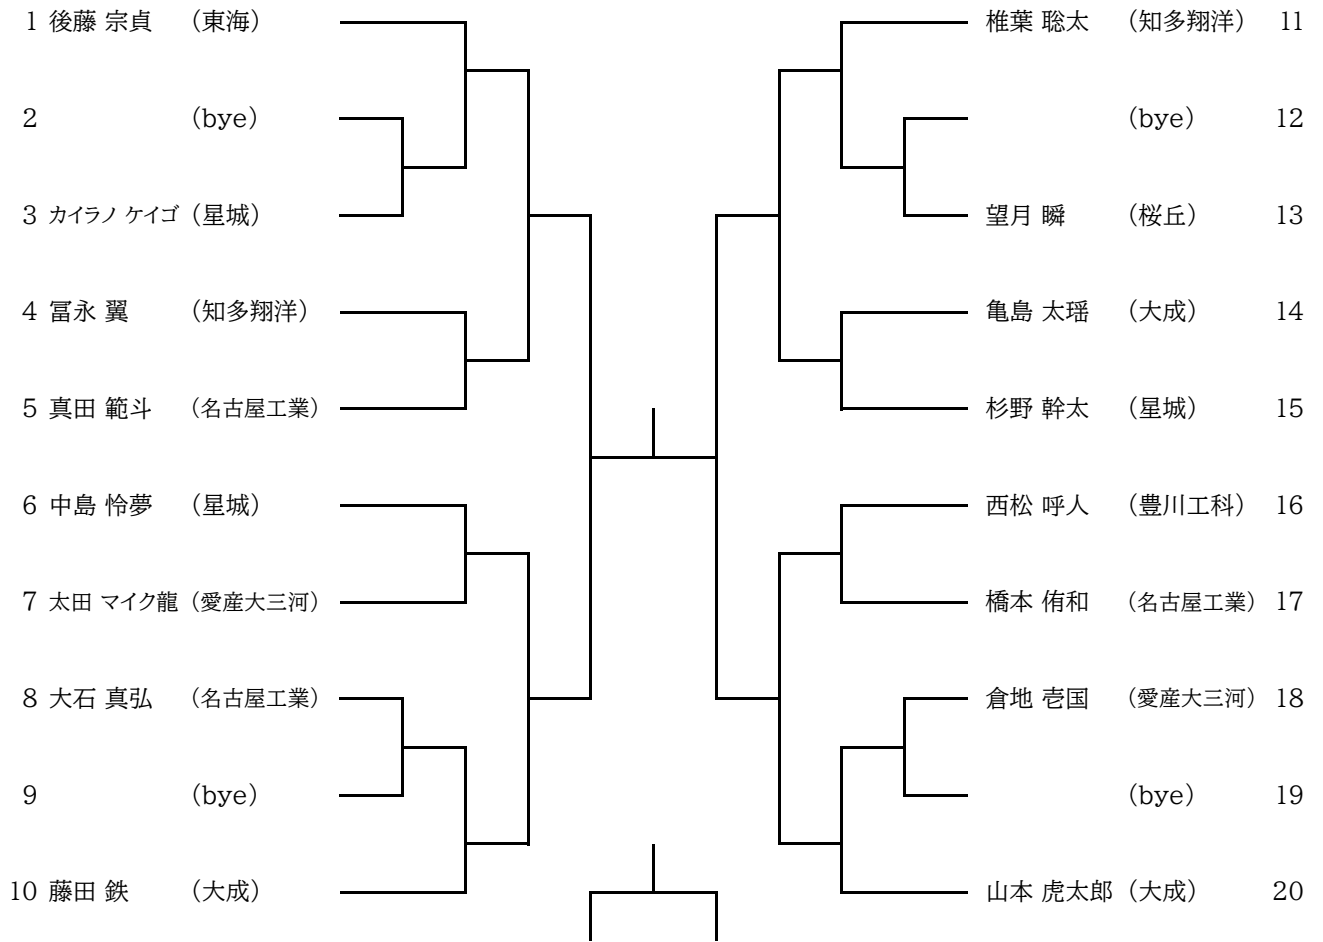 1 後藤 宗貞 （東海）
2 （bye）
3 カイラノ ケイゴ （星城）
4 冨永 翼 （知多翔洋）
5 真田 範斗 （名古屋工業）
6 中島 怜夢 （星城）
7 太田 マイク龍 （愛産大三河）
8 大石 真弘 （名古屋工業）
9 （bye）
10 藤田 鉄 （大成）
椎葉 聡太 （知多翔洋） 11
（bye） 12
望月 瞬 （桜丘） 13
亀島 太瑶 （大成） 14
杉野 幹太 （星城） 15
西松 呼人 （豊川工科） 16
橋本 侑和 （名古屋工業） 17
倉地 壱国 （愛産大三河） 18
（bye） 19
山本 虎太郎 （大成） 20